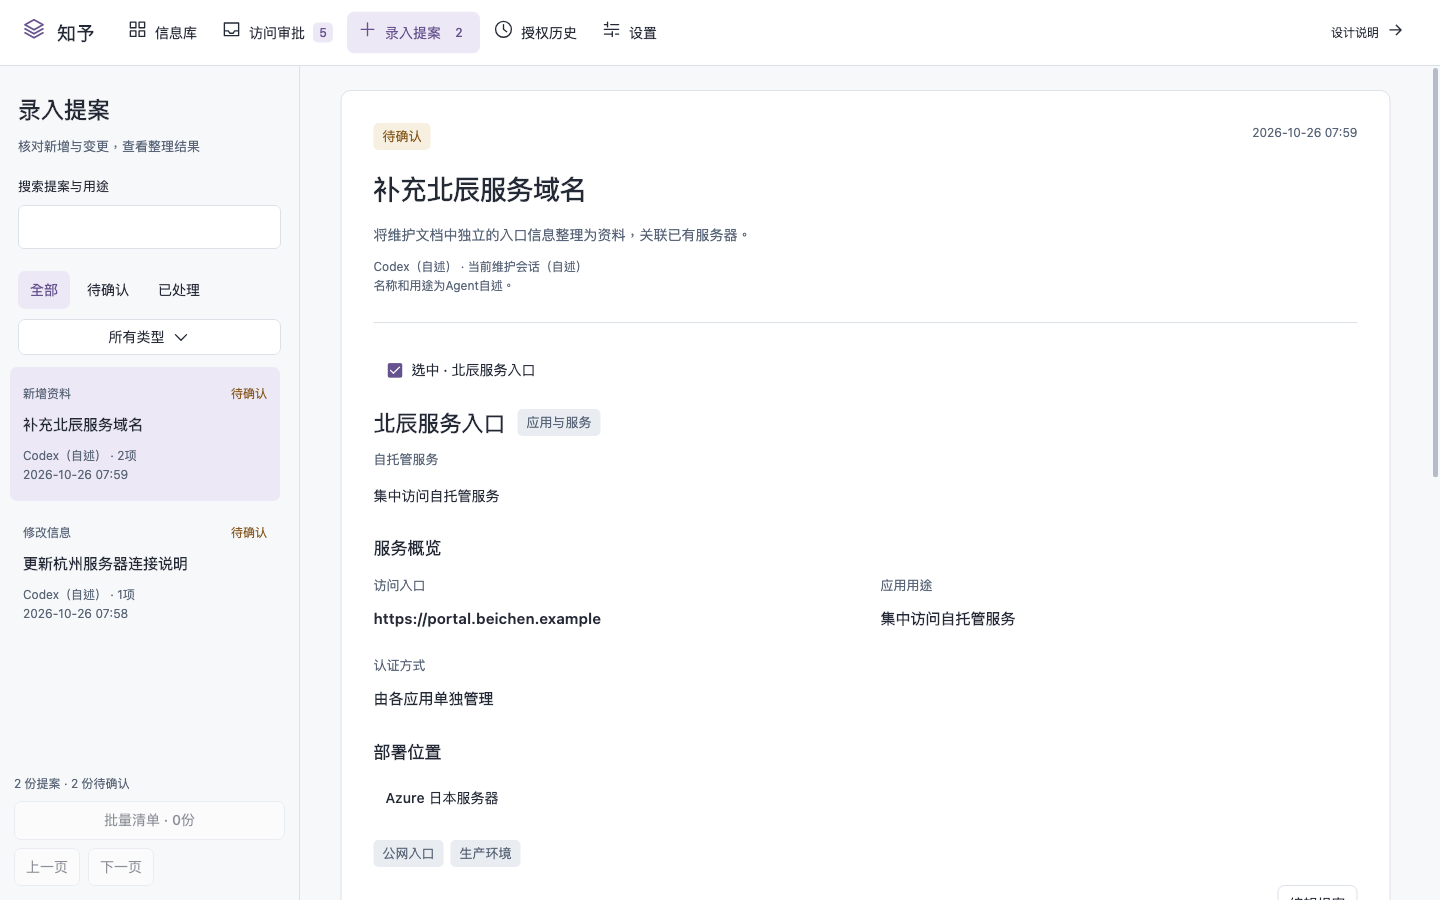 知予
信息库
访问审批 5
录入提案 2
授权历史
设置
设计说明
录入提案
核对新增与变更，查看整理结果
搜索提案与用途
全部
待确认
已处理
所有类型
新增资料
待确认
补充北辰服务域名
Codex（自述） · 2项
2026-10-26 07:59
修改信息
待确认
更新杭州服务器连接说明
Codex（自述） · 1项
2026-10-26 07:58
2 份提案 · 2 份待确认
批量清单 · 0份
上一页
下一页
待确认
2026-10-26 07:59
补充北辰服务域名
将维护文档中独立的入口信息整理为资料，关联已有服务器。
Codex（自述） · 当前维护会话（自述）
名称和用途为Agent自述。
选中 · 北辰服务入口
北辰服务入口
应用与服务
自托管服务
集中访问自托管服务
服务概览
访问入口
应用用途
https://portal.beichen.example
集中访问自托管服务
认证方式
由各应用单独管理
部署位置
Azure 日本服务器
公网入口
生产环境